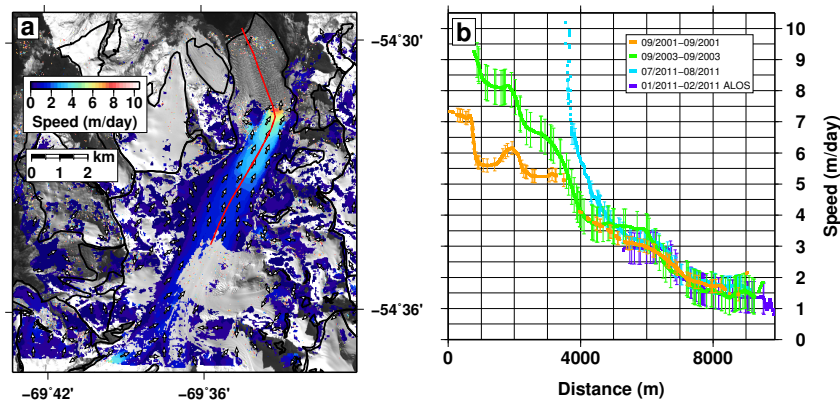 a
0 2 4 6 8 10
Speed (m/day)
km
0 1 2
−54˚30'
−54˚36'
−69˚42'
−69˚36'
b
09/2001−09/2001
09/2003−09/2003
07/2011−08/2011
01/2011−02/2011 ALOS
10
9
8
7
6
5
4
3
2
1
0
Speed (m/day)
0 4000 8000
Distance (m)